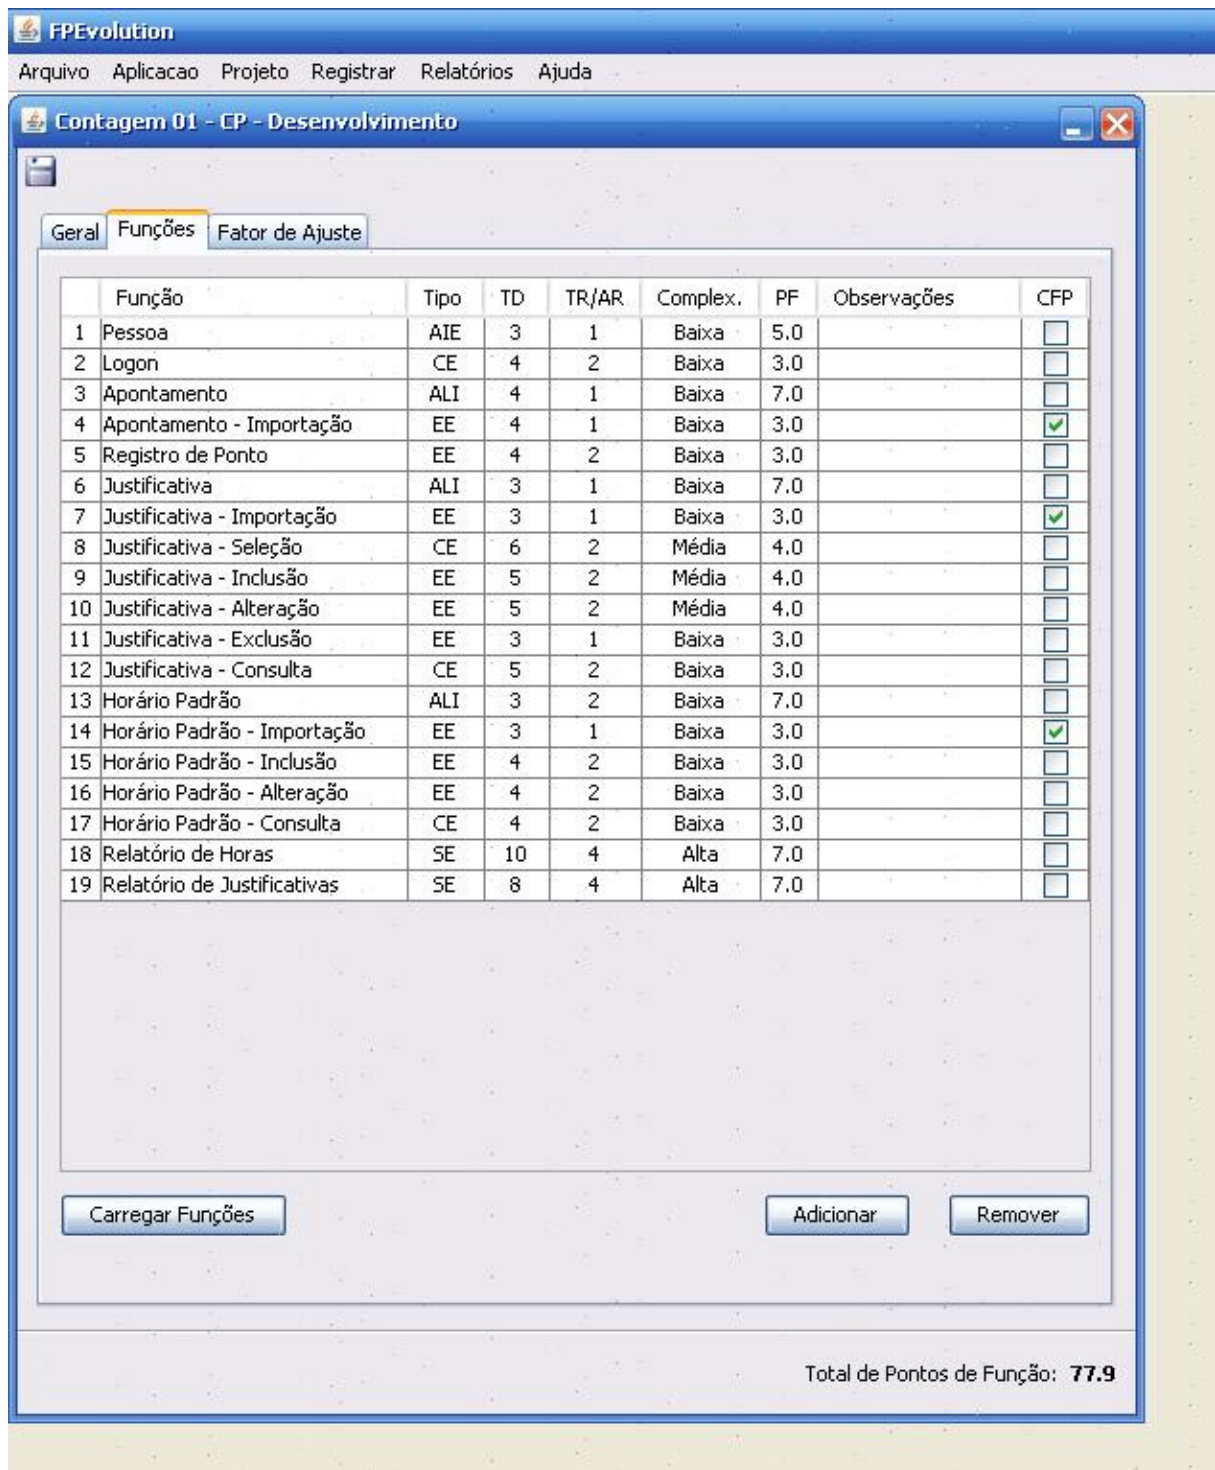 FPEvolution
Arquivo Aplicacao Projeto Registrar Relatórios Ajuda
Contagem 01 - CP - Desenvolvimento
Geral Funções Fator de Ajuste
Função Tipo TD TR/AR Complex. PF Observações CFP
1 Pessoa AIE 3 1 Baixa 5.0
2 Logon CE 4 2 Baixa 3.0
3 Apontamento ALI 4 1 Baixa 7.0
4 Apontamento - Importação EE 4 1 Baixa 3.0
5 Registro de Ponto EE 4 2 Baixa 3.0
6 Justificativa ALI 3 1 Baixa 7.0
7 Justificativa - Importação EE 3 1 Baixa 3.0
8 Justificativa - Seleção CE 6 2 Média 4.0
9 Justificativa - Inclusão EE 5 2 Média 4.0
10 Justificativa - Alteração EE 5 2 Média 4.0
11 Justificativa - Exclusão EE 3 1 Baixa 3.0
12 Justificativa - Consulta CE 5 2 Baixa 3.0
13 Horário Padrão ALI 3 2 Baixa 7.0
14 Horário Padrão - Importação EE 3 1 Baixa 3.0
15 Horário Padrão - Inclusão EE 4 2 Baixa 3.0
16 Horário Padrão - Alteração EE 4 2 Baixa 3.0
17 Horário Padrão - Consulta CE 4 2 Baixa 3.0
18 Relatório de Horas SE 10 4 Alta 7.0
19 Relatório de Justificativas SE 8 4 Alta 7.0
Carregar Funções Adicionar Remover
Total de Pontos de Função: 77.9